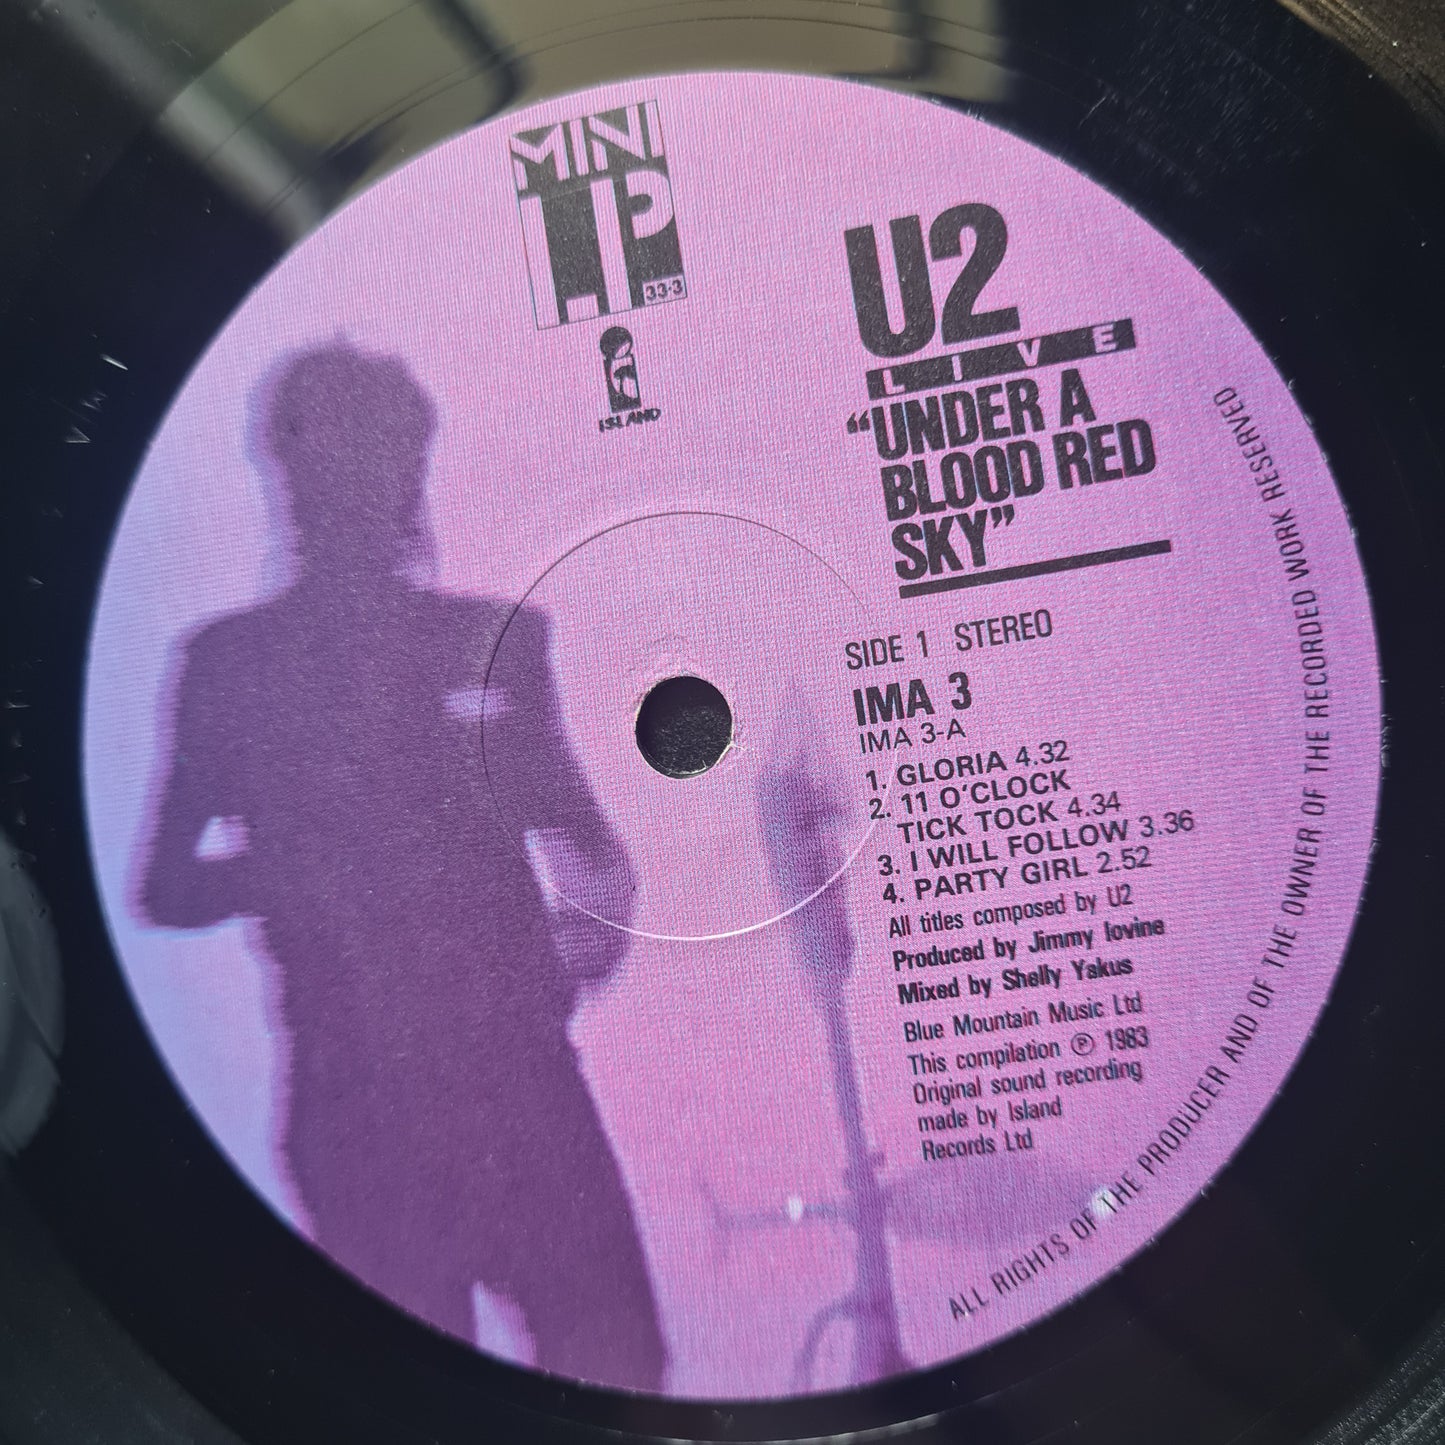 MINI
LP
33·3
ISLAND
U2
LIVE
“UNDER A
BLOOD RED
SKY”
SIDE 1 STEREO
IMA 3
IMA 3-A
1. GLORIA 4.32
2. 11 O'CLOCK
TICK TOCK 4.34
3. I WILL FOLLOW 3.36
4. PARTY GIRL 2.52
All titles composed by U2
Produced by Jimmy Iovine
Mixed by Shelly Yakus
Blue Mountain Music Ltd
This compilation ℗ 1983
Original sound recording
made by Island
Records Ltd
ALL RIGHTS OF THE PRODUCER AND OF THE OWNER OF THE RECORDED WORK RESERVED